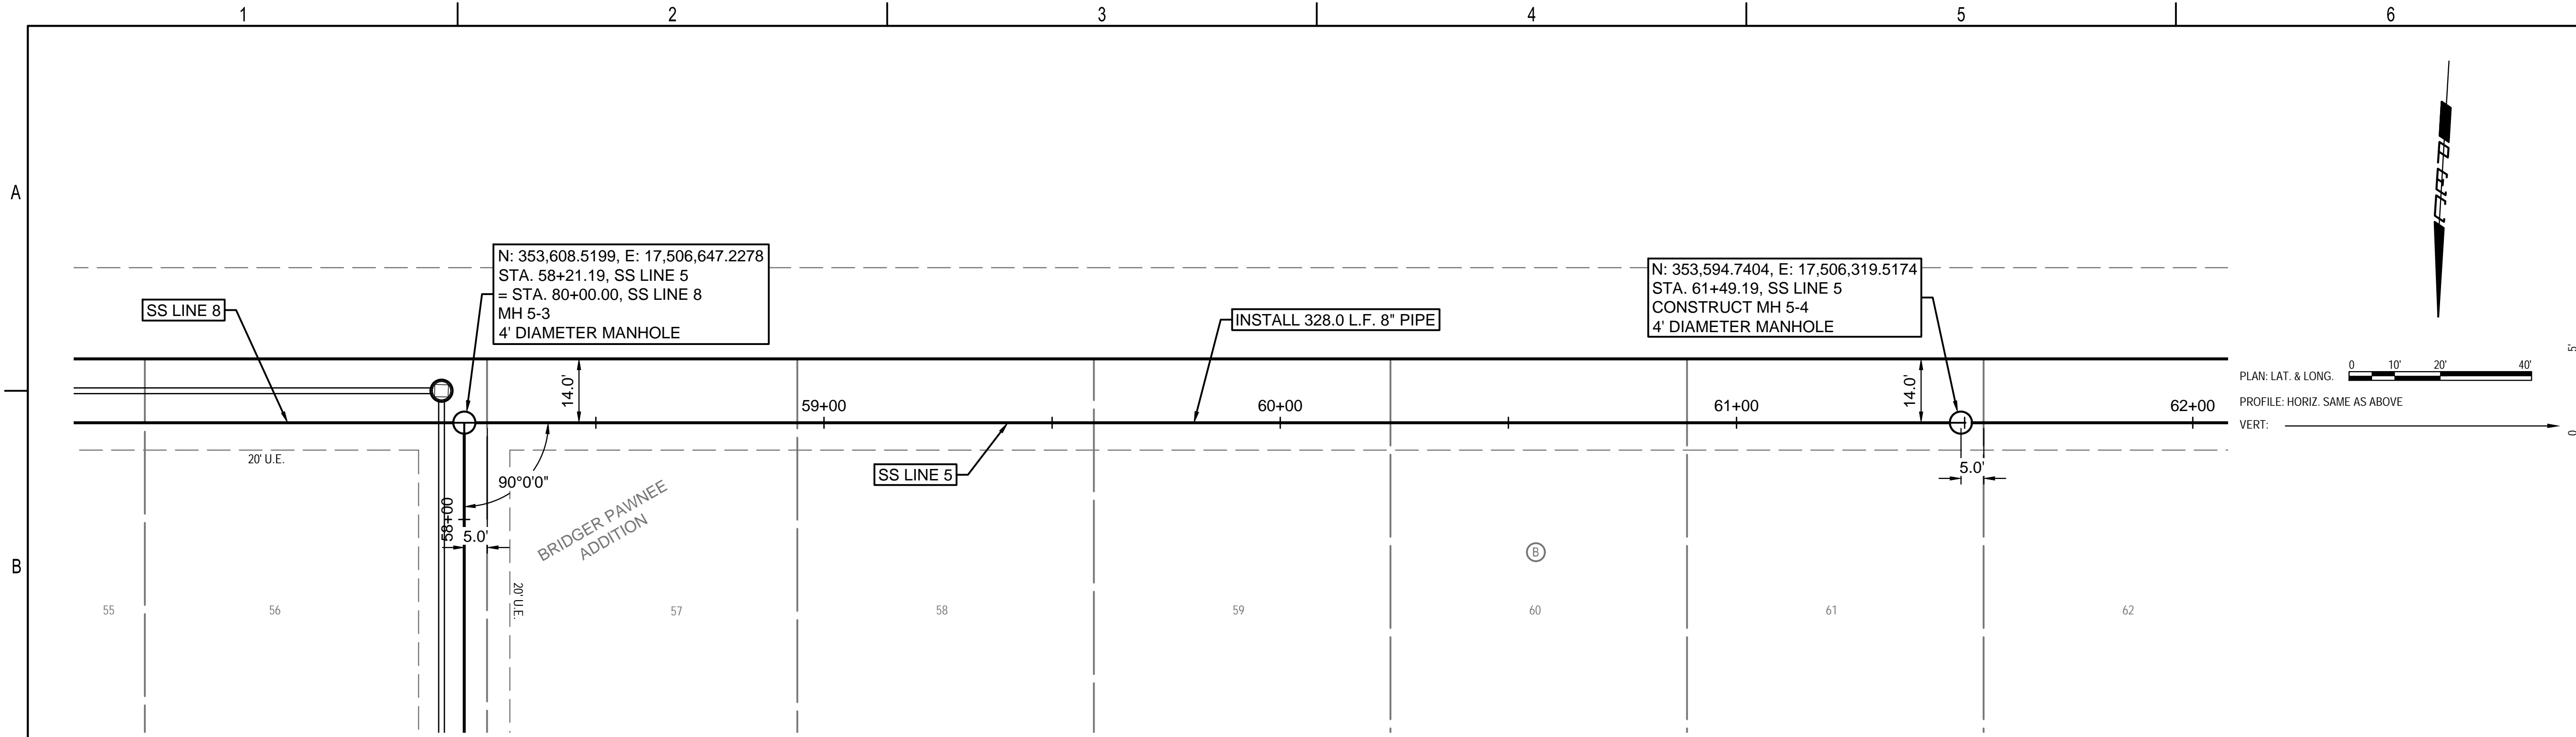 1
2
3
4
5
6
A
B
N: 353,608.5199, E: 17,506,647.2278
STA. 58+21.19, SS LINE 5
= STA. 80+00.00, SS LINE 8
MH 5-3
4' DIAMETER MANHOLE
SS LINE 8
INSTALL 328.0 L.F. 8" PIPE
N: 353,594.7404, E: 17,506,319.5174
STA. 61+49.19, SS LINE 5
CONSTRUCT MH 5-4
4' DIAMETER MANHOLE
14.0'
59+00
60+00
61+00
14.0'
62+00
PLAN: LAT. & LONG.
0
10'
20'
40'
PROFILE: HORIZ. SAME AS ABOVE
VERT:
5'
0
20' U.E.
SS LINE 5
5.0'
90°0'0"
58+00
5.0'
BRIDGER PAWNEE
ADDITION
B
20' U.E.
55
56
57
58
59
60
61
62